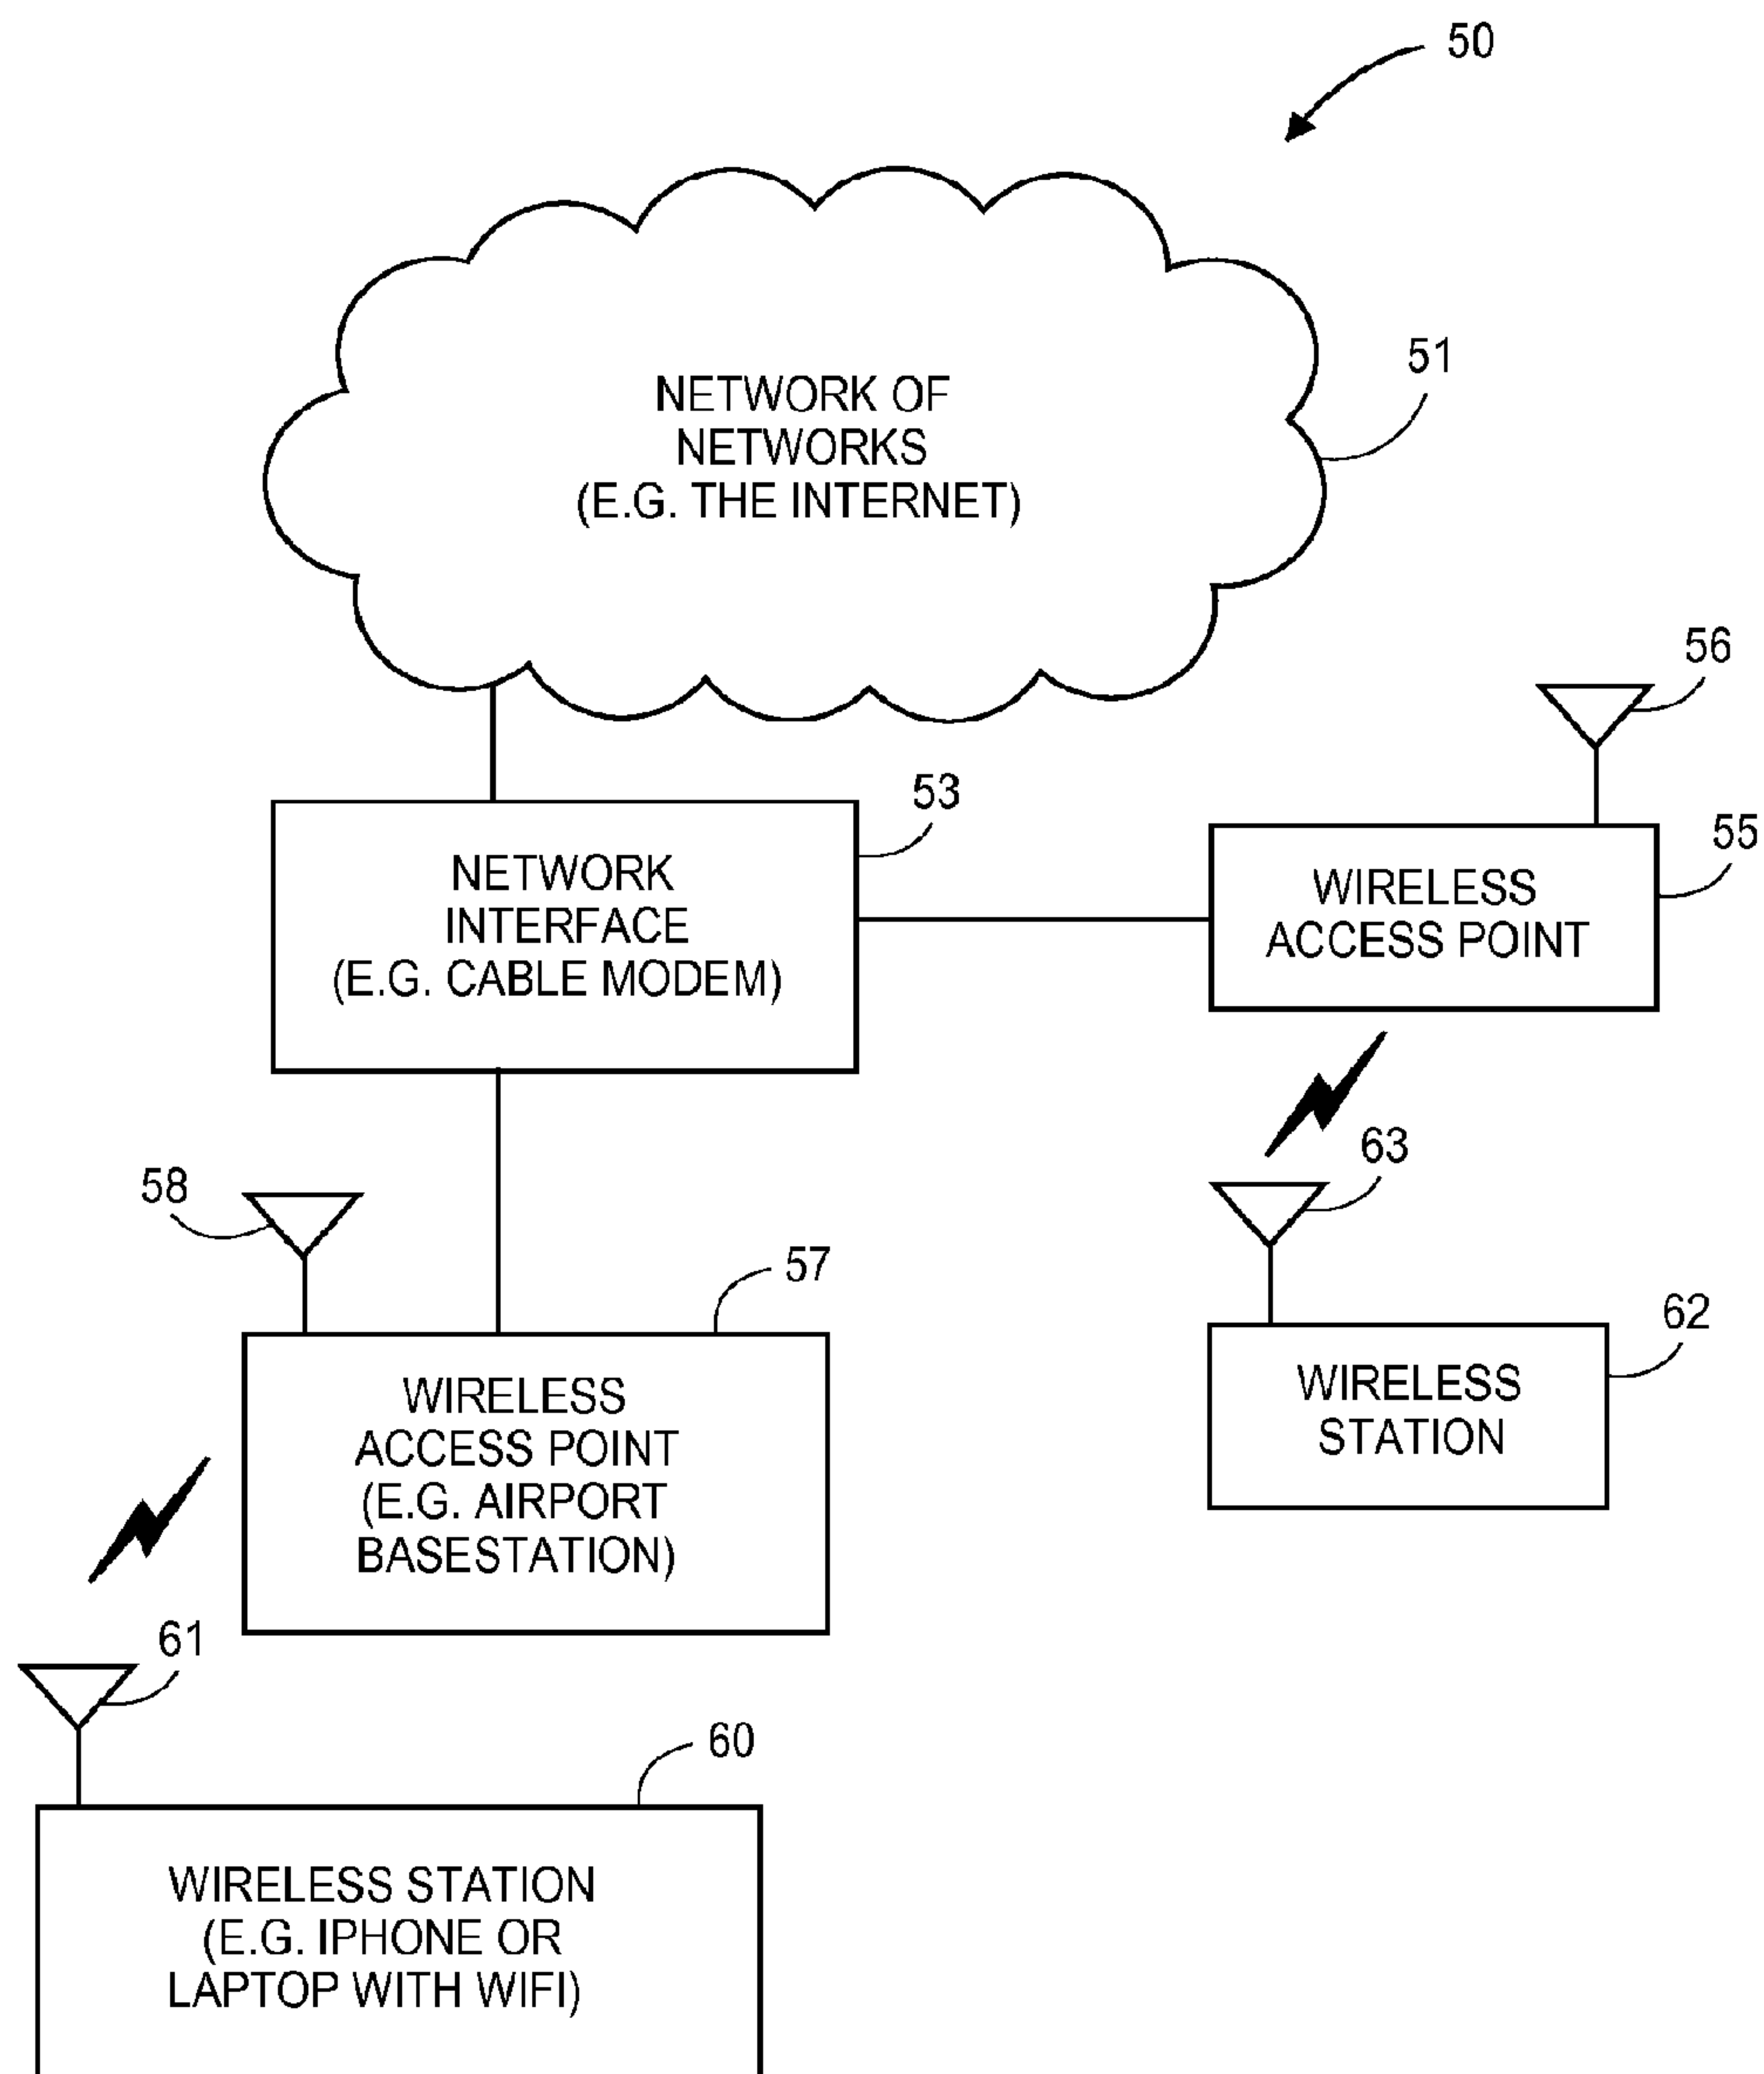 50
NETWORK OF
NETWORKS
(E.G. THE INTERNET)
51
56
53
NETWORK
INTERFACE
(E.G. CABLE MODEM)
55
WIRELESS
ACCESS POINT
63
58
57
WIRELESS
ACCESS POINT
(E.G. AIRPORT
BASESTATION)
62
WIRELESS
STATION
61
60
WIRELESS STATION
(E.G. IPHONE OR
LAPTOP WITH WIFI)